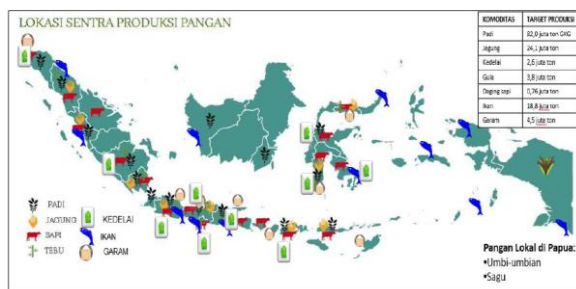 LOKASI SENTRA PRODUKSI PANGAN
KOMODITAS TARGET PRODUKSI
Padi 82,0 juta ton GKG
Jagung 24,1 juta ton
Kedelai 2,6 juta ton
Gula 3,8 juta ton
Daging sapi 0,76 juta ton
Ikan 18,8 juta ton
Garam 4,5 juta ton
PADI
JAGUNG
SAPI
TEBU
KEDELAI
IKAN
GARAM
Pangan Lokal di Papua:
•Umbi-umbian
•Sagu